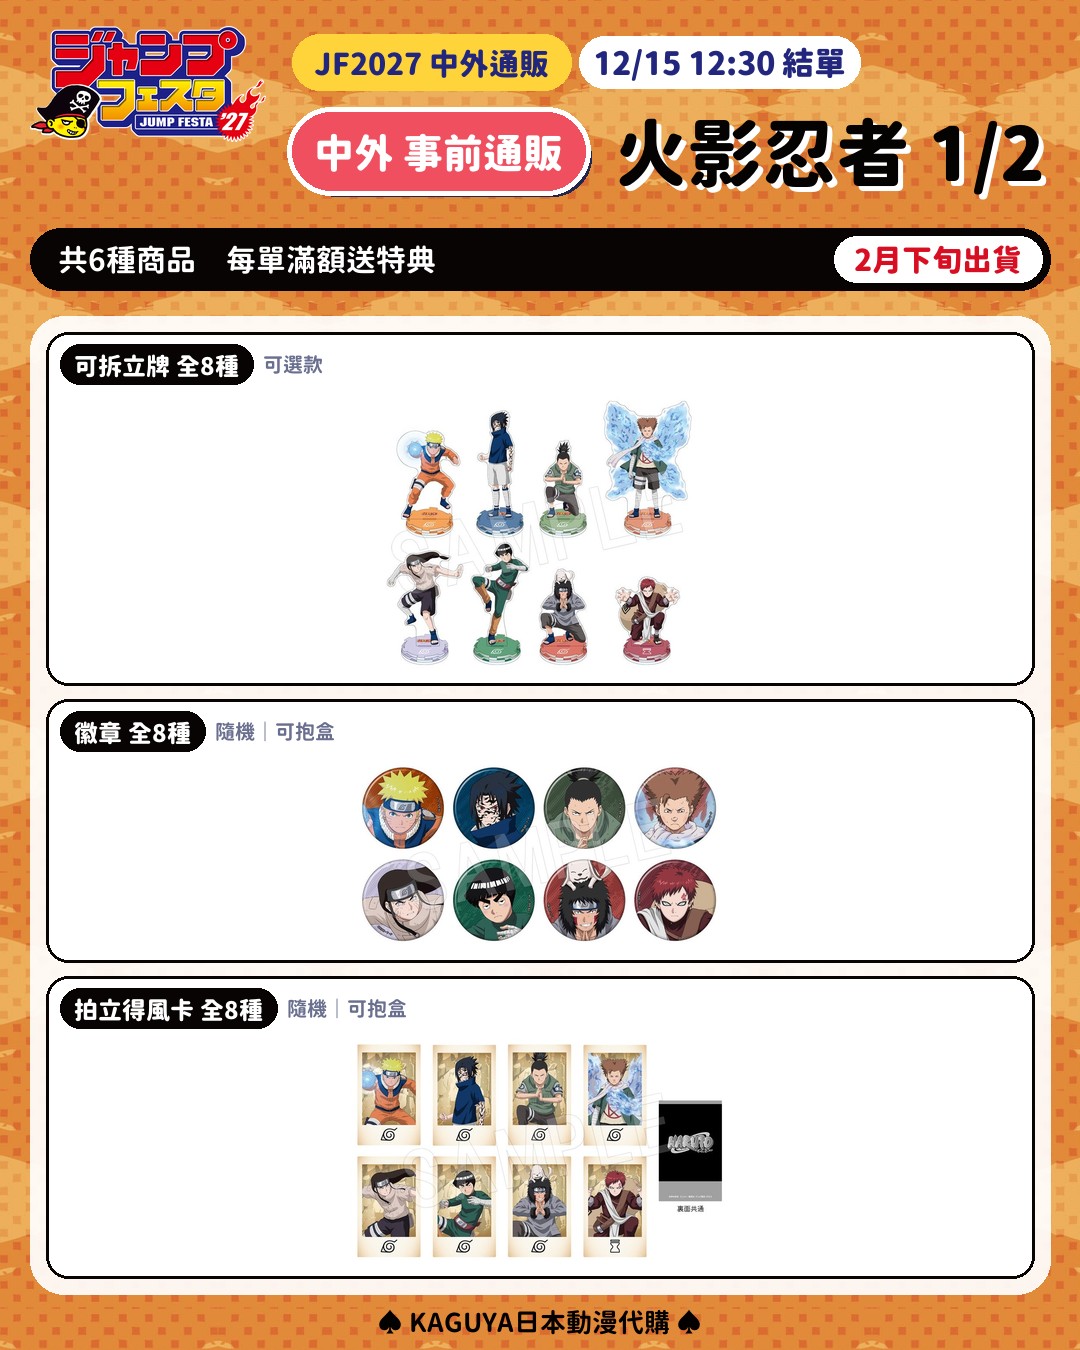 ジャンプ
フェスタ
JUMP FESTA '27
JF2027 中外通販
12/15 12:30 結單
中外 事前通販
火影忍者 1/2
共6種商品 每單滿額送特典
2月下旬出貨
可拆立牌 全8種 可選款
SAMPLE
徽章 全8種 隨機｜可抱盒
SAMPLE
拍立得風卡 全8種 隨機｜可抱盒
SAMPLE
NARUTO
裏面共通
♠ KAGUYA日本動漫代購 ♠